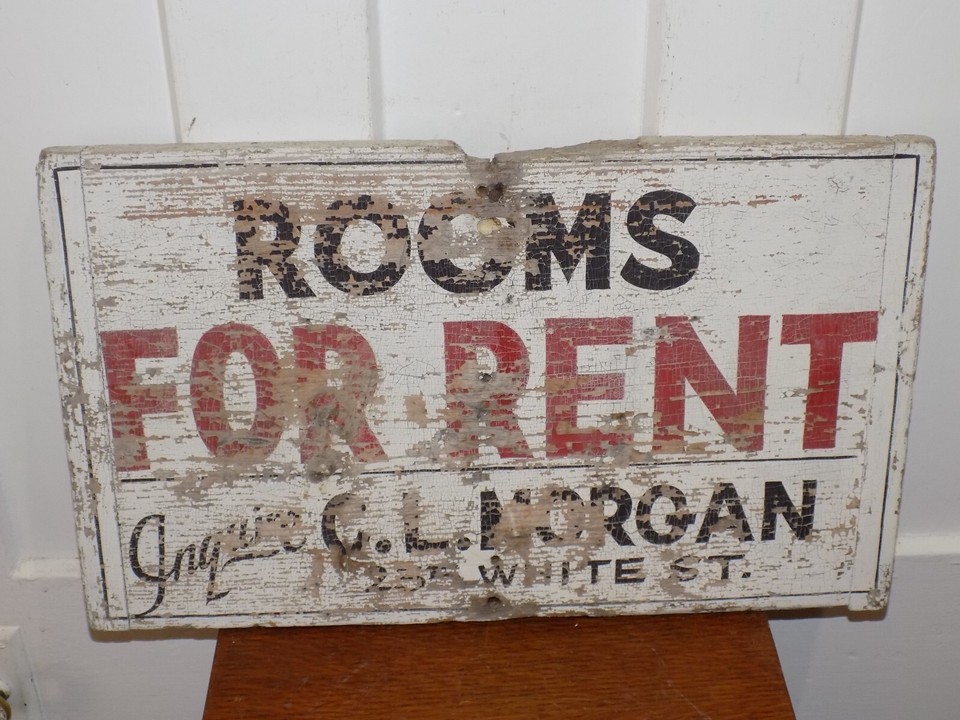 ROOMS
FOR RENT
Inquire C.L. MORGAN
WHITE ST.